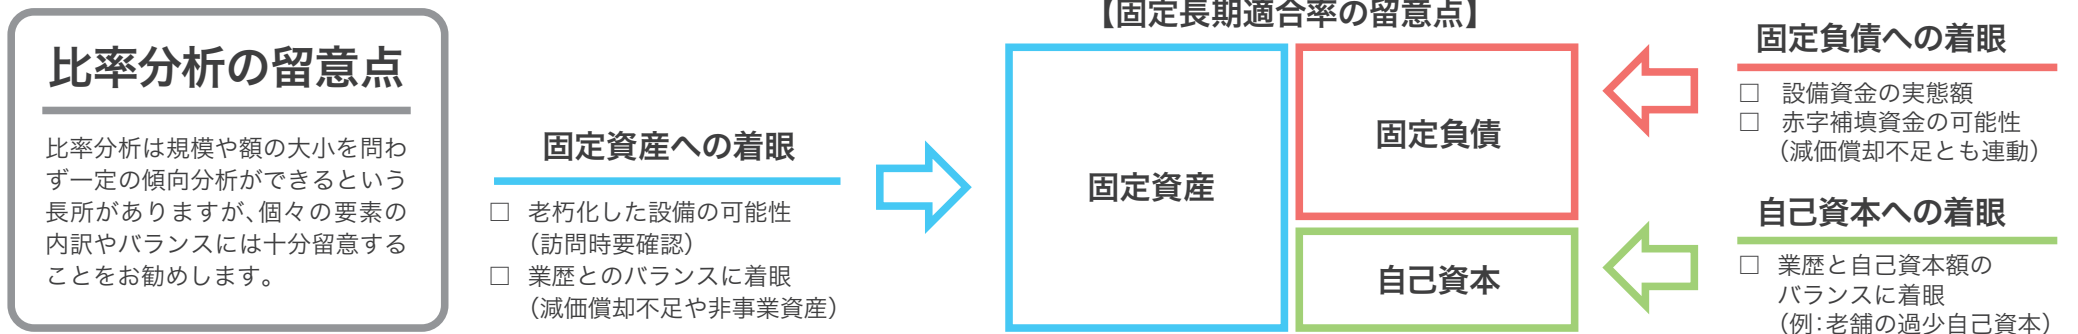 比率分析の留意点
比率分析は規模や額の大小を問わ
ず一定の傾向分析ができるという
長所がありますが、個々の要素の
内訳やバランスには十分留意する
ことをお勧めします。
固定資産への着眼
□ 老朽化した設備の可能性
（訪問時要確認）
□ 業歴とのバランスに着眼
（減価償却不足や非事業資産）
【固定長期適合率の留意点】
固定資産
固定負債
自己資本
固定負債への着眼
□ 設備資金の実態額
□ 赤字補填資金の可能性
（減価償却不足とも連動）
自己資本への着眼
□ 業歴と自己資本額の
バランスに着眼
（例：老舗の過少自己資本）